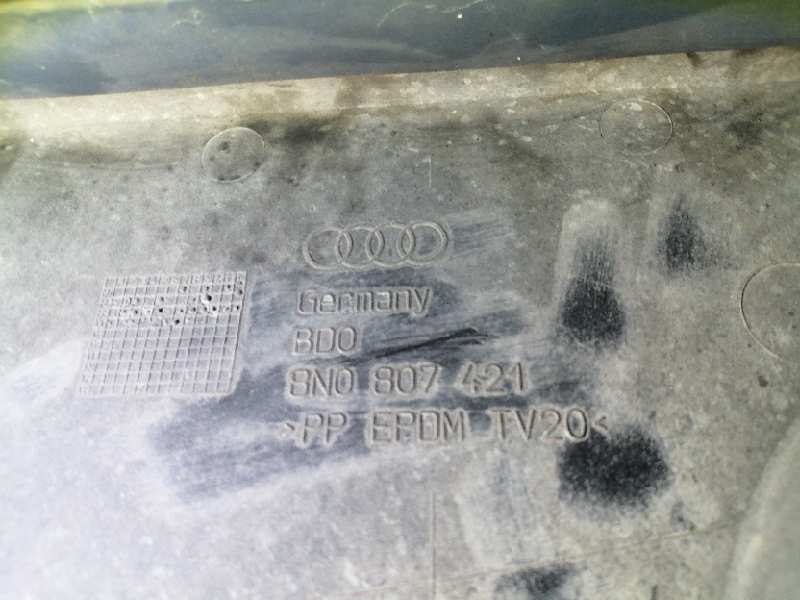 Germany
BDO
8N0 807 421
>PP EPDM TV20<